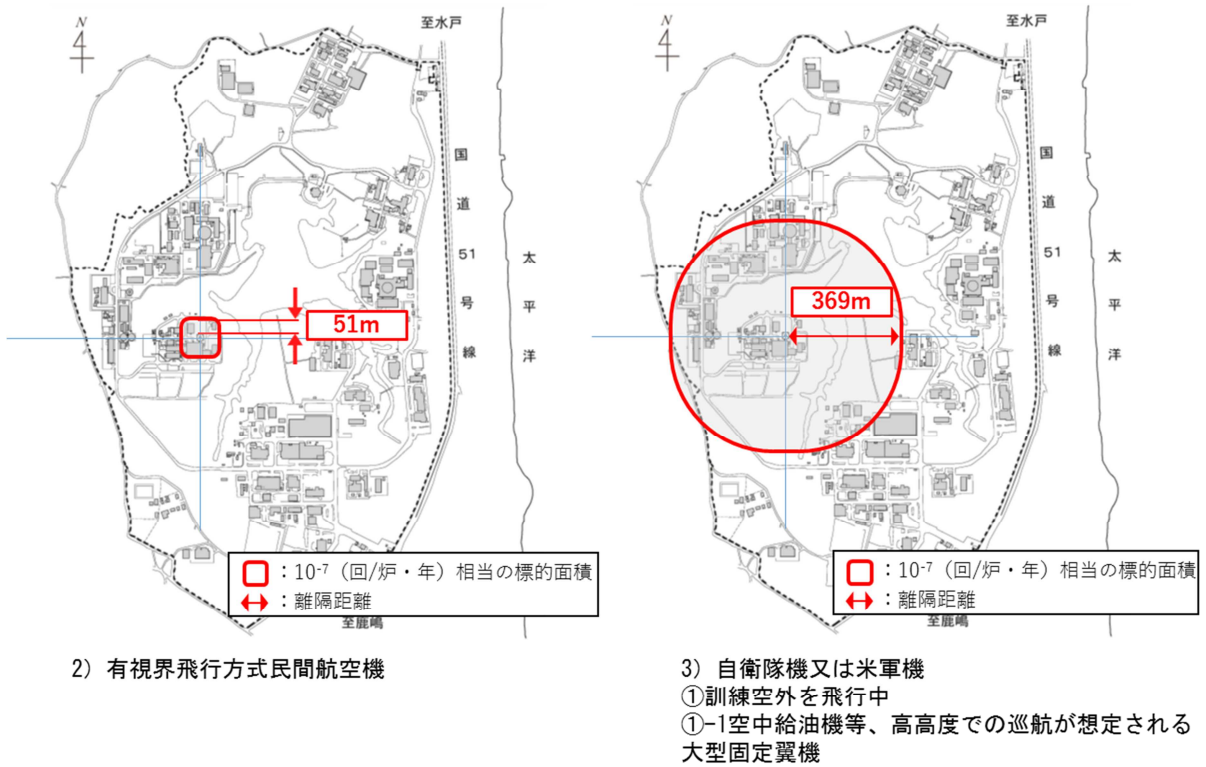 N
至水戸
国道51号線
太平洋
51m
：10⁻⁷（回/炉・年）相当の標的面積
：離隔距離
至鹿嶋
2）有視界飛行方式民間航空機
N
至水戸
国道51号線
太平洋
369m
：10⁻⁷（回/炉・年）相当の標的面積
：離隔距離
至鹿嶋
3）自衛隊機又は米軍機
①訓練空外を飛行中
①-1空中給油機等、高高度での巡航が想定される
大型固定翼機